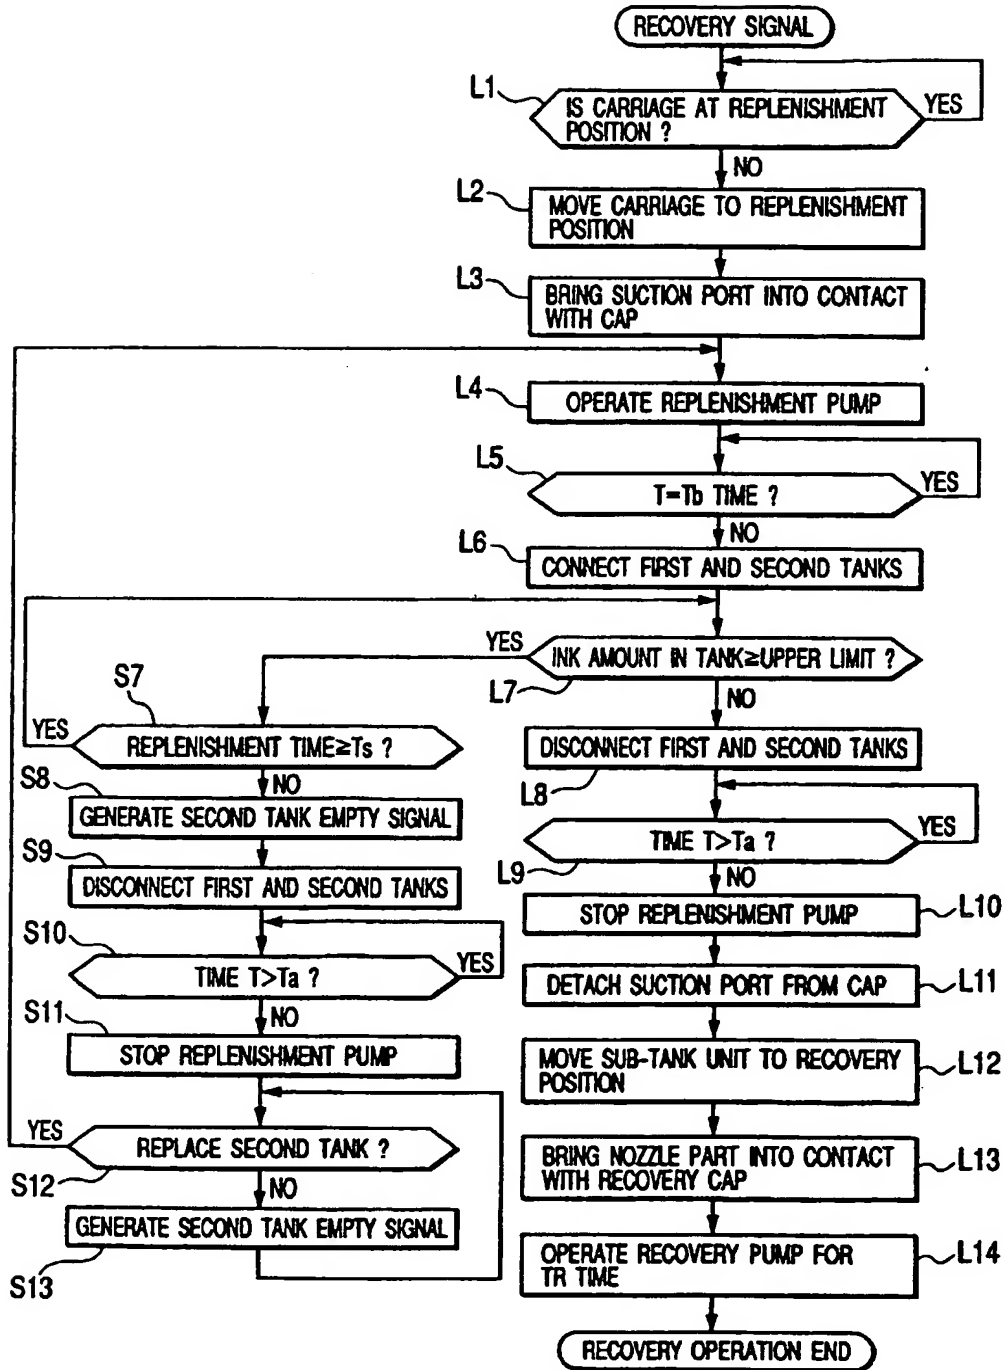 RECOVERY SIGNAL
L1
IS CARRIAGE AT REPLENISHMENT
POSITION ?
YES
NO
L2
MOVE CARRIAGE TO REPLENISHMENT
POSITION
L3
BRING SUCTION PORT INTO CONTACT
WITH CAP
L4
OPERATE REPLENISHMENT PUMP
L5
T=Tb TIME ?
YES
NO
L6
CONNECT FIRST AND SECOND TANKS
YES
INK AMOUNT IN TANK≥UPPER LIMIT ?
L7
NO
S7
YES
REPLENISHMENT TIME≥Ts ?
NO
S8
GENERATE SECOND TANK EMPTY SIGNAL
S9
DISCONNECT FIRST AND SECOND TANKS
S10
TIME T>Ta ?
YES
NO
S11
STOP REPLENISHMENT PUMP
YES
REPLACE SECOND TANK ?
S12
NO
GENERATE SECOND TANK EMPTY SIGNAL
S13
DISCONNECT FIRST AND SECOND TANKS
L8
TIME T>Ta ?
YES
L9
NO
STOP REPLENISHMENT PUMP
L10
DETACH SUCTION PORT FROM CAP
L11
MOVE SUB-TANK UNIT TO RECOVERY
POSITION
L12
BRING NOZZLE PART INTO CONTACT
WITH RECOVERY CAP
L13
OPERATE RECOVERY PUMP FOR
TR TIME
L14
RECOVERY OPERATION END